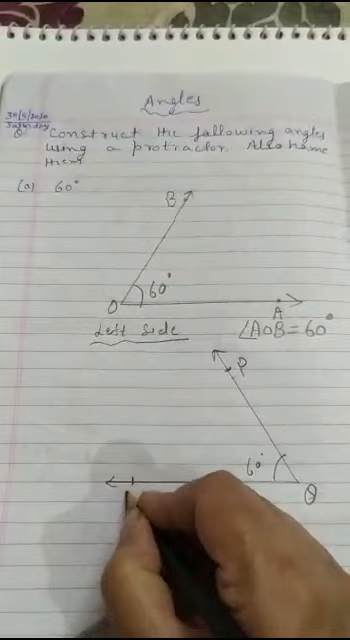 Angles
30/5/2020
Saturday
Q Construct the following angles
using a protractor. Also name
them
(a) 60°
B
60°
O
A
Left Side
∠AOB = 60°
P
60°
Q